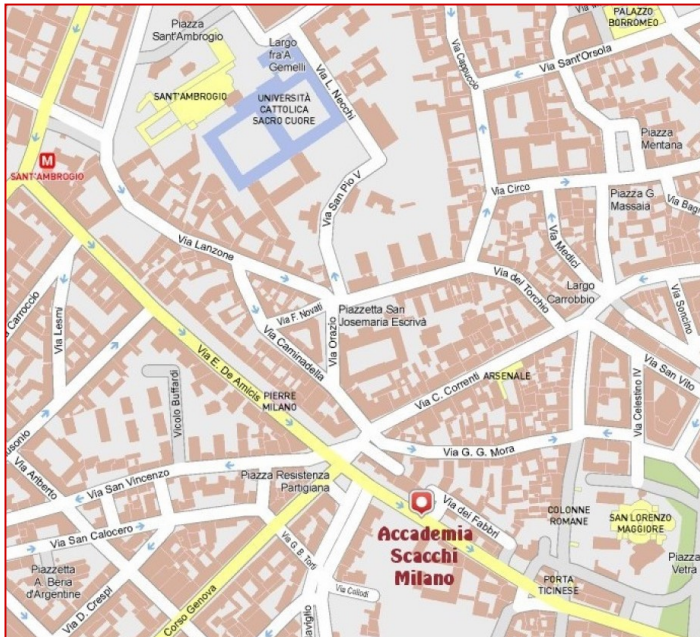 Piazza
Sant'Ambrogio
Largo
fra'A
Gemelli
SANT'AMBROGIO
UNIVERSITÀ
CATTOLICA
SACRO CUORE
Via L. Necchi
Via Cappuccio
Via Sant'Orsola
PALAZZO
BORROMEO
Piazza
Mentana
M
SANT'AMBROGIO
Via San Pio V
Via Circo
Piazza G.
Massaia
Via Lanzone
Via Medici
Via del Torchio
Largo
Carrobbio
Via Soncino
Via Lesmi
Via F. Novati
Piazzetta San
Josemaria Escrivà
Via Orazio
Via Caminadella
Via E. De Amicis
Vicolo Buffardi
PIERRE
MILANO
Via C. Correnti
ARSENALE
Via San Vito
Via Celestino IV
Via G. G. Mora
Via Ariberto
Via San Vincenzo
Piazza Resistenza
Partigiana
Via San Calocero
Via dei Fabbri
COLONNE
ROMANE
SAN LORENZO
MAGGIORE
Accademia
Scacchi
Milano
Piazzetta
A. Beria
d'Argentine
Via G. B. Torti
Piazza
Vetra
Via D. Crespi
Corso Genova
Via Collodi
PORTA
TICINESE